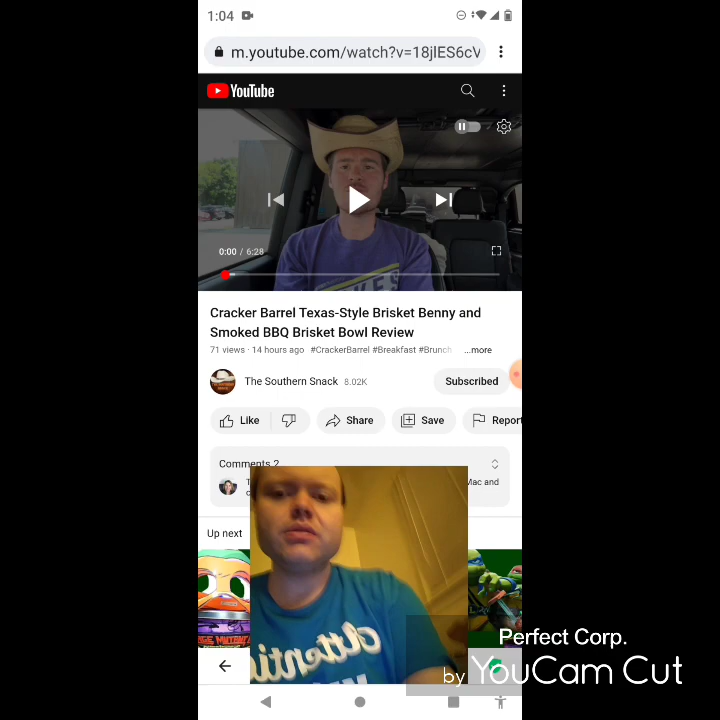 1:04
m.youtube.com/watch?v=18jlES6cV
YouTube
0:00 / 6:28
Cracker Barrel Texas-Style Brisket Benny and
Smoked BBQ Brisket Bowl Review
71 views · 14 hours ago #CrackerBarrel #Breakfast #Brunch ...more
The Southern Snack 8.02K Subscribed
Like Share Save Report
Comments 2
Mac and
Up next
Attenti
Perfect Corp.
by YouCam Cut